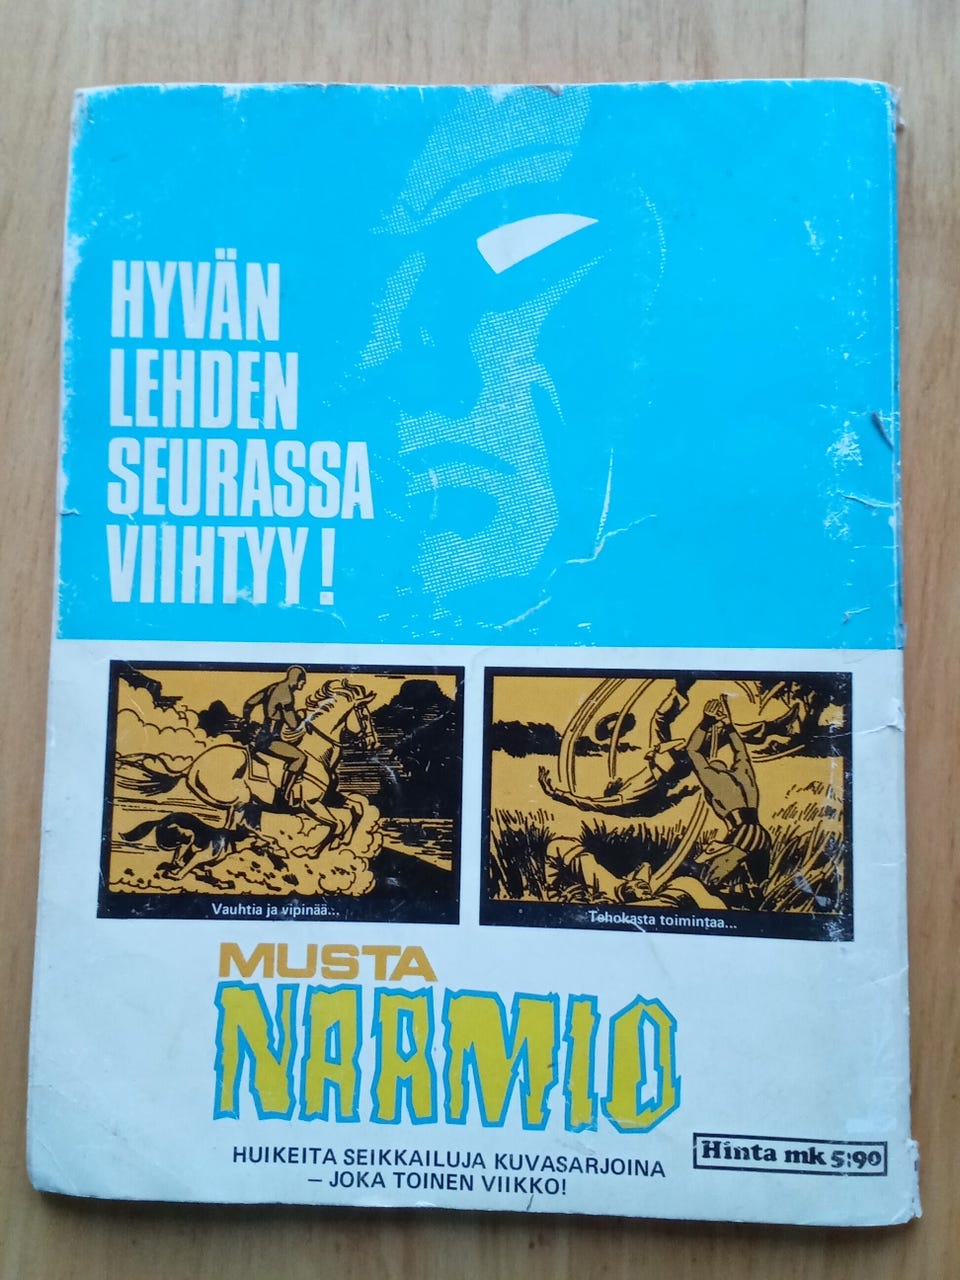 HYVÄN
LEHDEN
SEURASSA
VIIHTYY!
Vauhtia ja vipinää...
Tehokasta toimintaa...
MUSTA
NAAMIO
HUIKEITA SEIKKAILUJA KUVASARJOINA
– JOKA TOINEN VIIKKO!
Hinta mk 5:90